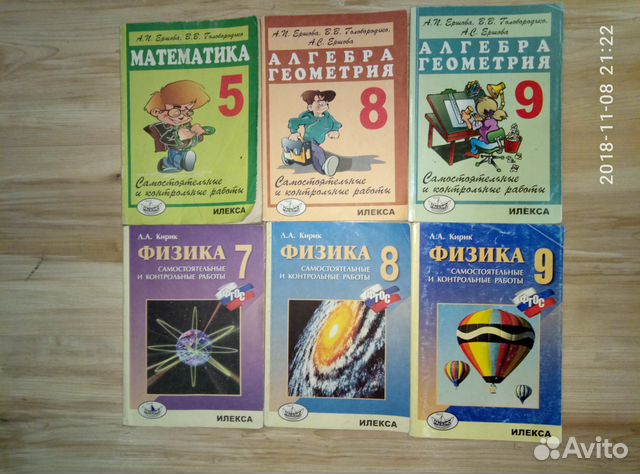 А.П. Ершова, В.В. Голобородько
МАТЕМАТИКА
5
Самостоятельные
и контрольные работы
ИЛЕКСА
А.П. Ершова, В.В. Голобородько,
А.С. Ершова
АЛГЕБРА
ГЕОМЕТРИЯ
8
Самостоятельные
и контрольные работы
ИЛЕКСА
А.П. Ершова, В.В. Голобородько,
А.С. Ершова
АЛГЕБРА
ГЕОМЕТРИЯ
9
Самостоятельные
и контрольные работы
ИЛЕКСА
Л.А. Кирик
ФИЗИКА 7
САМОСТОЯТЕЛЬНЫЕ
И КОНТРОЛЬНЫЕ РАБОТЫ
ФГОС
ИЛЕКСА
Л.А. Кирик
ФИЗИКА 8
САМОСТОЯТЕЛЬНЫЕ
И КОНТРОЛЬНЫЕ РАБОТЫ
ФГОС
ИЛЕКСА
Л.А. Кирик
ФИЗИКА 9
САМОСТОЯТЕЛЬНЫЕ
И КОНТРОЛЬНЫЕ РАБОТЫ
ФГОС
ИЛЕКСА
2018-11-08 21:22
Avito